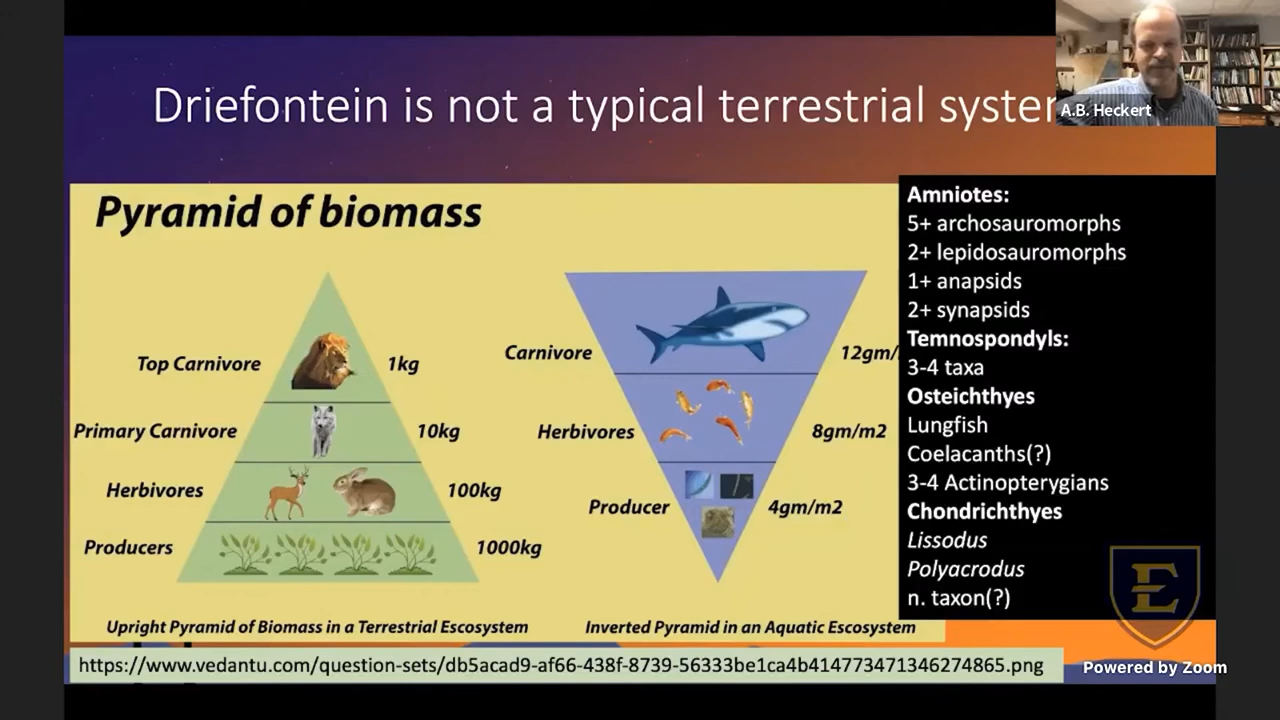 Driefontein is not a typical terrestrial system
A.B. Heckert
Pyramid of biomass
Top Carnivore
1kg
Primary Carnivore
10kg
Herbivores
100kg
Producers
1000kg
Upright Pyramid of Biomass in a Terrestrial Ecosystem
Carnivore
12gm/
Herbivores
8gm/m2
Producer
4gm/m2
Inverted Pyramid in an Aquatic Ecosystem
Amniotes:
5+ archosauromorphs
2+ lepidosauromorphs
1+ anapsids
2+ synapsids
Temnospondyls:
3-4 taxa
Osteichthyes
Lungfish
Coelacanths(?)
3-4 Actinopterygians
Chondrichthyes
Lissodus
Polyacrodus
n. taxon(?)
E
https://www.vedantu.com/question-sets/db5acad9-af66-438f-8739-56333be1ca4b414773471346274865.png
Powered by Zoom